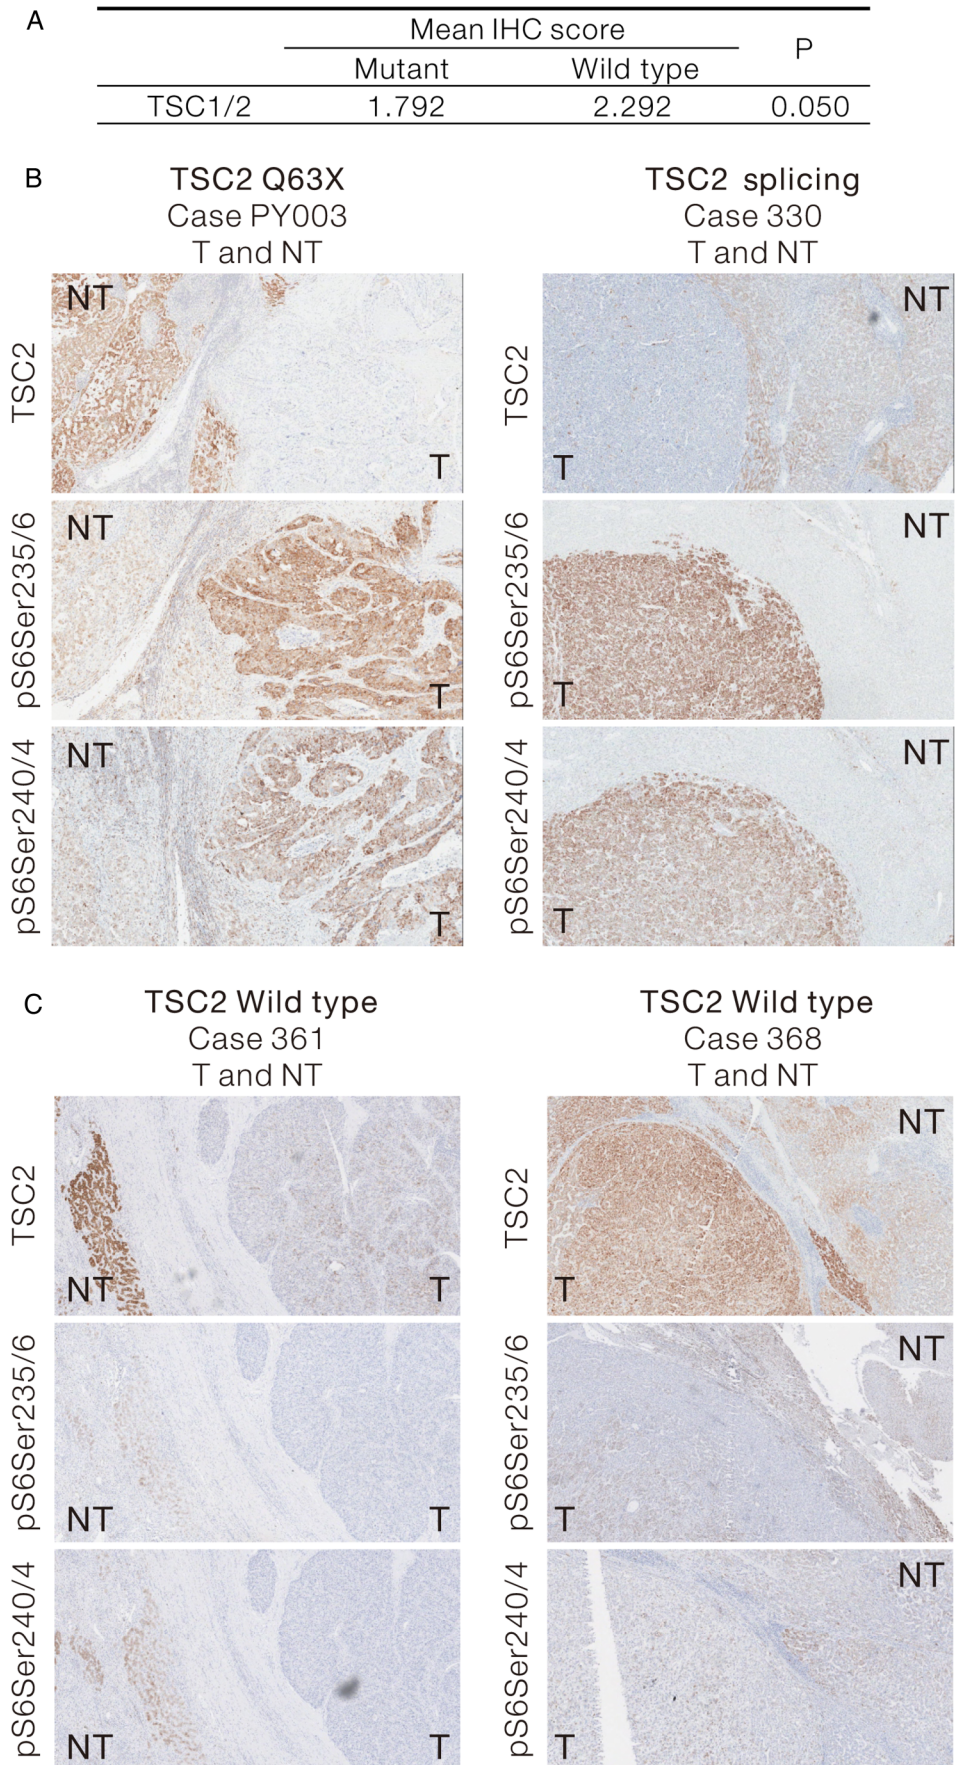 A
Mean IHC score
P
Mutant Wild type
TSC1/2 1.792 2.292 0.050
B
TSC2 Q63X
Case PY003
T and NT
TSC2 splicing
Case 330
T and NT
TSC2
NT
T
TSC2
NT
T
pS6Ser235/6
NT
T
pS6Ser235/6
NT
T
pS6Ser240/4
NT
T
pS6Ser240/4
NT
T
C
TSC2 Wild type
Case 361
T and NT
TSC2 Wild type
Case 368
T and NT
TSC2
NT
T
TSC2
NT
T
pS6Ser235/6
NT
T
pS6Ser235/6
NT
T
pS6Ser240/4
NT
T
pS6Ser240/4
NT
T